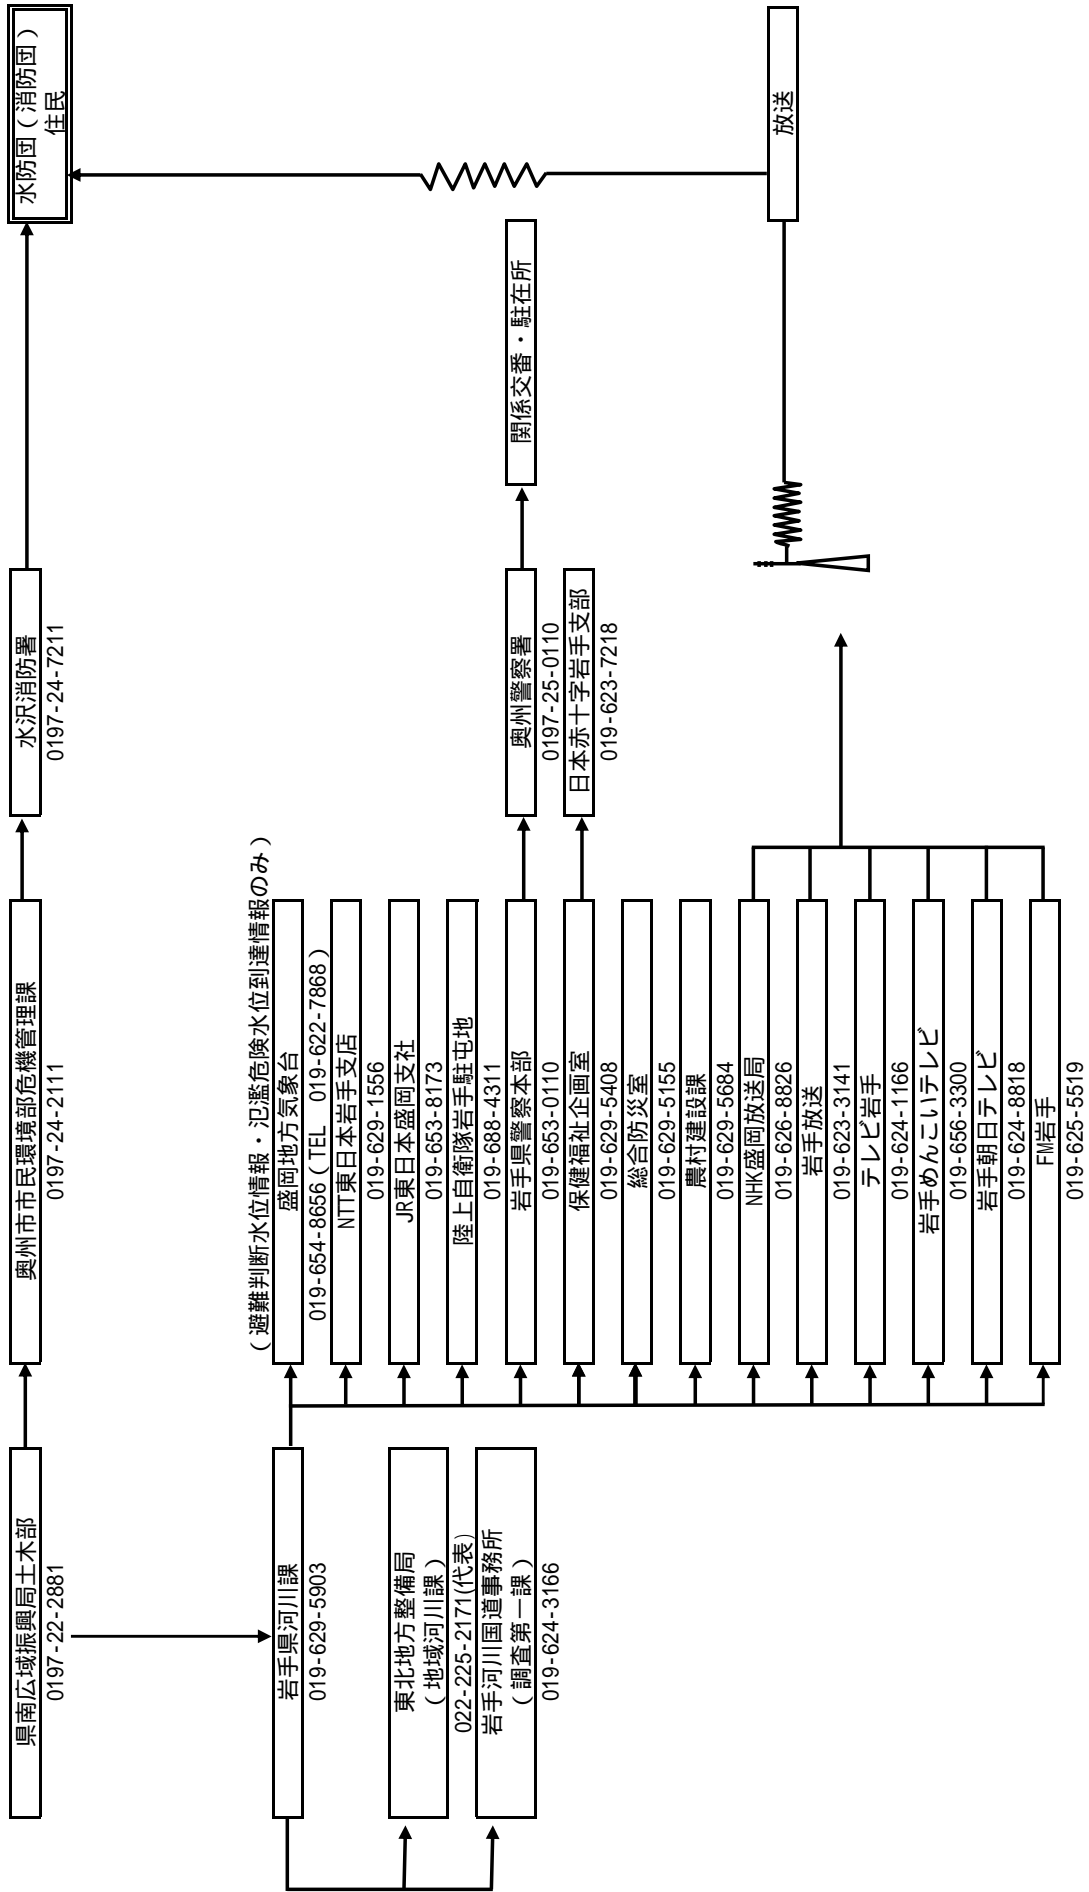 県南広域振興局土木部
0197-22-2881
奥州市市民環境部危機管理課
0197-24-2111
水沢消防署
0197-24-7211
水防団(消防団)
住民
岩手県河川課
019-629-5903
東北地方整備局
(地域河川課)
022-225-2171(代表)
岩手河川国道事務所
(調査第一課)
019-624-3166
(避難判断水位情報・氾濫危険水位到達情報のみ)
盛岡地方気象台
019-654-8656(TEL 019-622-7868)
NTT東日本岩手支店
019-629-1556
JR東日本盛岡支社
019-653-8173
陸上自衛隊岩手駐屯地
019-688-4311
岩手県警察本部
019-653-0110
奥州警察署
0197-25-0110
関係交番・駐在所
保健福祉企画室
019-629-5408
日本赤十字岩手支部
019-623-7218
総合防災室
019-629-5155
農村建設課
019-629-5684
NHK盛岡放送局
019-626-8826
岩手放送
019-623-3141
テレビ岩手
019-624-1166
岩手めんこいテレビ
019-656-3300
岩手朝日テレビ
019-624-8818
FM岩手
019-625-5519
放送